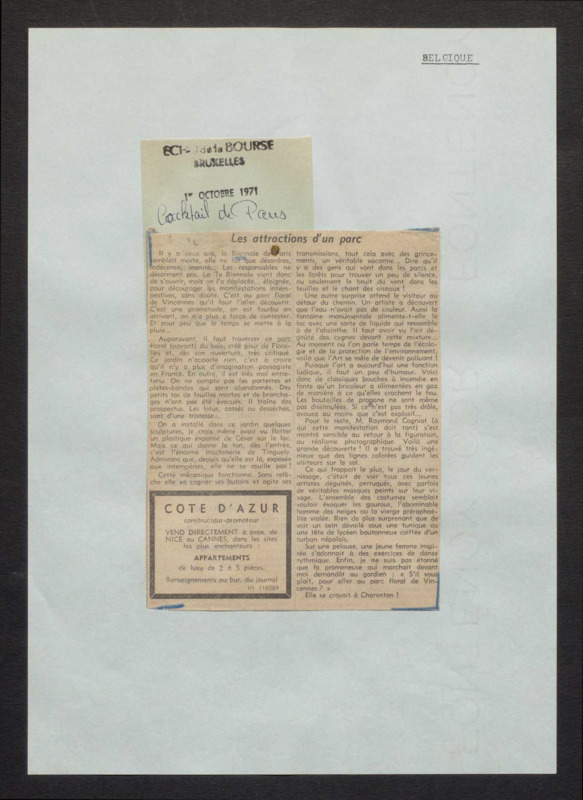 BELGIQUE
ECHO de la BOURSE
BRUXELLES
1er OCTOBRE 1971
Cocktail de Paris
Les attractions d'un parc
Il y a deux ans, la Biennale de Paris
semblait morte, elle ne fut que désordres,
indécence, inanité... Les responsables ne
désarment pas. La 7e Biennale vient donc
de s'ouvrir, mais on l'a déplacée... éloignée,
pour décourager les manifestations inten-
pestives, sans doute. C'est au parc floral
de Vincennes qu'il faut l'aller découvrir.
C'est une promenade, on est fourbu en
arrivant, on n'a plus la force de contester.
Et puis peu que le temps se mette à la
pluie...
Auparavant, il faut traverser ce parc
floral (savant) du bois, créé pour de Flora-
lies et, dès son ouverture, très critiqué.
Ce jardin n'apporte rien, c'est à croire
qu'il n'y a plus d'imagination paysagiste
en France. En outre, il est très mal entre-
tenu. On ne compte pas les parterres et
plates-bandes qui sont abandonnés. Des
petits tas de feuilles mortes et de brancha-
ges n'ont pas été évacués. Il traîne des
prospectus. Les lotus, cassés ou desséchés,
sont d'une tristesse...
On a installé dans ce jardin quelques
sculptures, je crois même avoir vu flotter
un plastique expansé de César sur le lac.
Mais ce qui donne le ton, dès l'entrée,
c'est l'énorme machinerie de Tinguely.
Admirons que, depuis qu'elle est là, exposée
aux intempéries, elle ne se rouille pas !
Cette mécanique fonctionne. Sans relâ-
che elle va cogner ses butoirs et agite ses
transmissions, tout cela avec des grince-
ments, un véritable vacarme... Dire qu'il
y a des gens qui vont dans les parcs et
les forêts pour trouver un peu de silence,
ou seulement le bruit du vent dans les
feuilles et le chant des oiseaux !
Une autre surprise attend le visiteur au
détour du chemin. Un artiste a découvert
que l'eau n'avait pas de couleur. Aussi la
fontaine monumentale alimente-t-elle le
lac avec une sorte de liquide qui ressemble
à de l'absinthe. Il faut avoir vu l'air dé-
goûté des cygnes devant cette mixture...
Au moment où l'on parle temps de l'écolo-
gie et de la protection de l'environnement,
voilà que l'Art se mêle de devenir polluant !
Puisque l'art a aujourd'hui une fonction
ludique, il faut un peu d'humour. Voici
donc de classiques bouches à incendie en
fonte qu'un bricoleur a alimentées en gaz
de manière à ce qu'elles crachent le feu.
Les bouteilles de propane ne sont même
pas dissimulées. Si ce n'est pas très drôle,
avouez au moins que c'est explosif...
Pour le reste, M. Raymond Cogniat (à
qui cette manifestation doit tant) s'est
montré sensible au retour à la figuration,
au réalisme photographique. Voilà une
grande découverte ! Il a trouvé très ingé-
nieux que des lignes colorées guident les
visiteurs sur le sol.
Ce qui frappait le plus, le jour du ver-
nissage, c'était de voir tous ces jeunes
artistes déguisés, perruqués, avec parfois
de véritables masques peints sur leur vi-
sage. L'ensemble des costumes semblait
vouloir évoquer les gourous, l'abominable
homme des neiges ou la vierge préraphaé-
lite violée. Rien de plus surprenant que de
voir un sein dévoilé sous une tunique ou
une tête de lycéen boutonneux coiffée d'un
turban népalais.
Sur une pelouse, une jeune femme inspi-
rée s'adonnait à des exercices de danse
rythmique. Enfin, je ne suis pas étonné
que la promeneuse qui marchait devant
moi demandât au gardien : « S'il vous
plaît, pour aller au parc floral de Vin-
cennes ? »
Elle se croyait à Charenton !
COTE D'AZUR
constructeur-promoteur
VEND DIRECTEMENT à prox. de
NICE ou CANNES, dans les sites
les plus enchanteurs
APPARTEMENTS
de luxe de 2 à 5 pièces.
Renseignements au bur. du journal